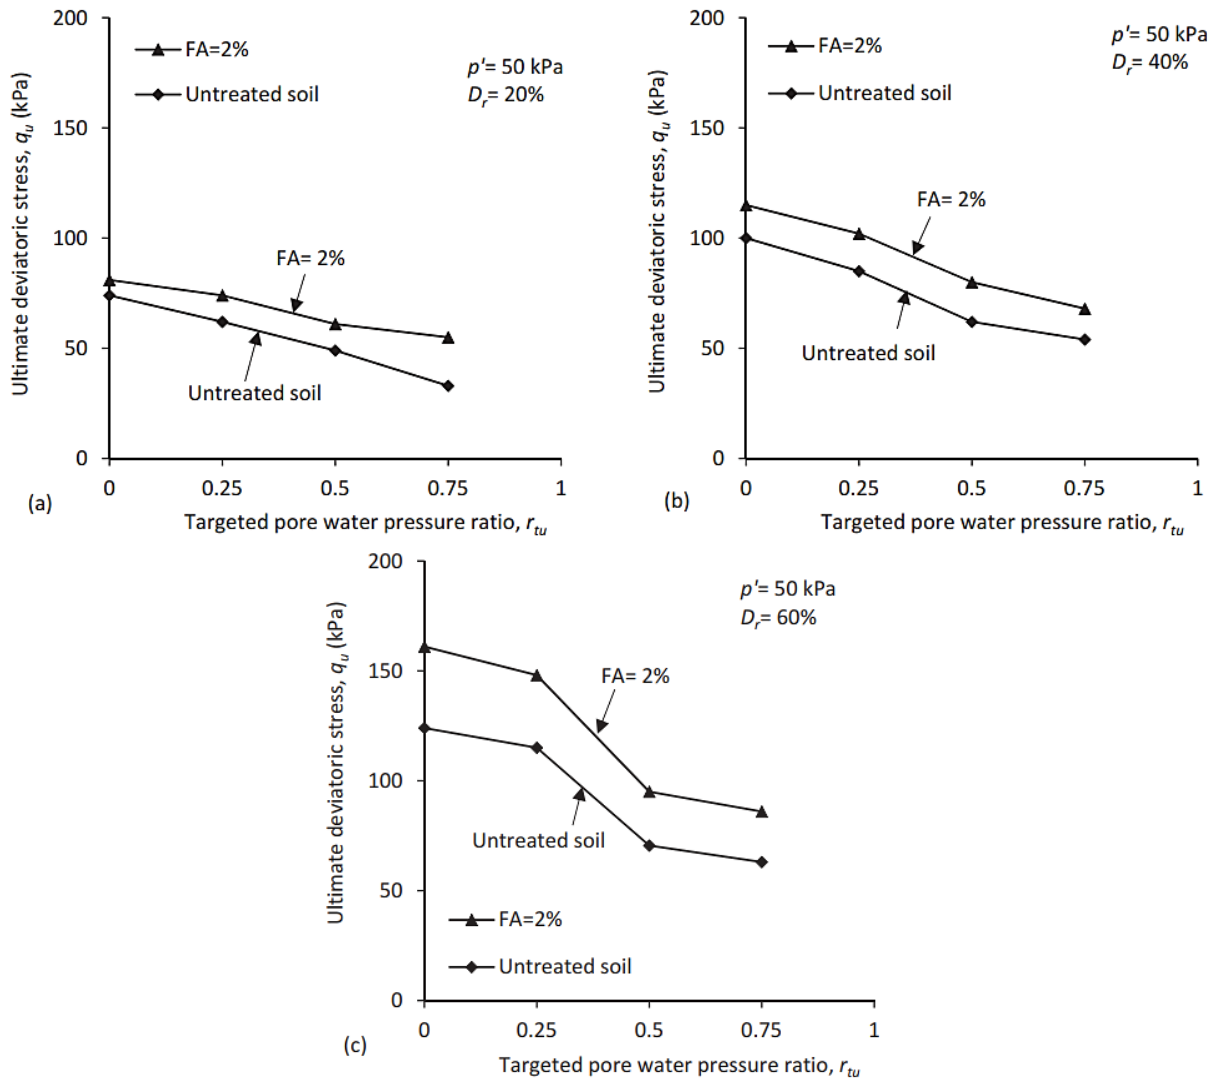 200
150
100
50
0
Ultimate deviatoric stress, qu (kPa)
FA=2%
Untreated soil
p'= 50 kPa
Dr= 20%
FA= 2%
Untreated soil
0 0.25 0.5 0.75 1
(a)
Targeted pore water pressure ratio, rtu
200
150
100
50
0
Ultimate deviatoric stress, qu (kPa)
FA=2%
Untreated soil
p'= 50 kPa
Dr= 40%
FA= 2%
Untreated soil
0 0.25 0.5 0.75 1
(b)
Targeted pore water pressure ratio, rtu
200
150
100
50
0
Ultimate deviatoric stress, qu (kPa)
p'= 50 kPa
Dr= 60%
FA= 2%
Untreated soil
FA=2%
Untreated soil
0 0.25 0.5 0.75 1
(c)
Targeted pore water pressure ratio, rtu